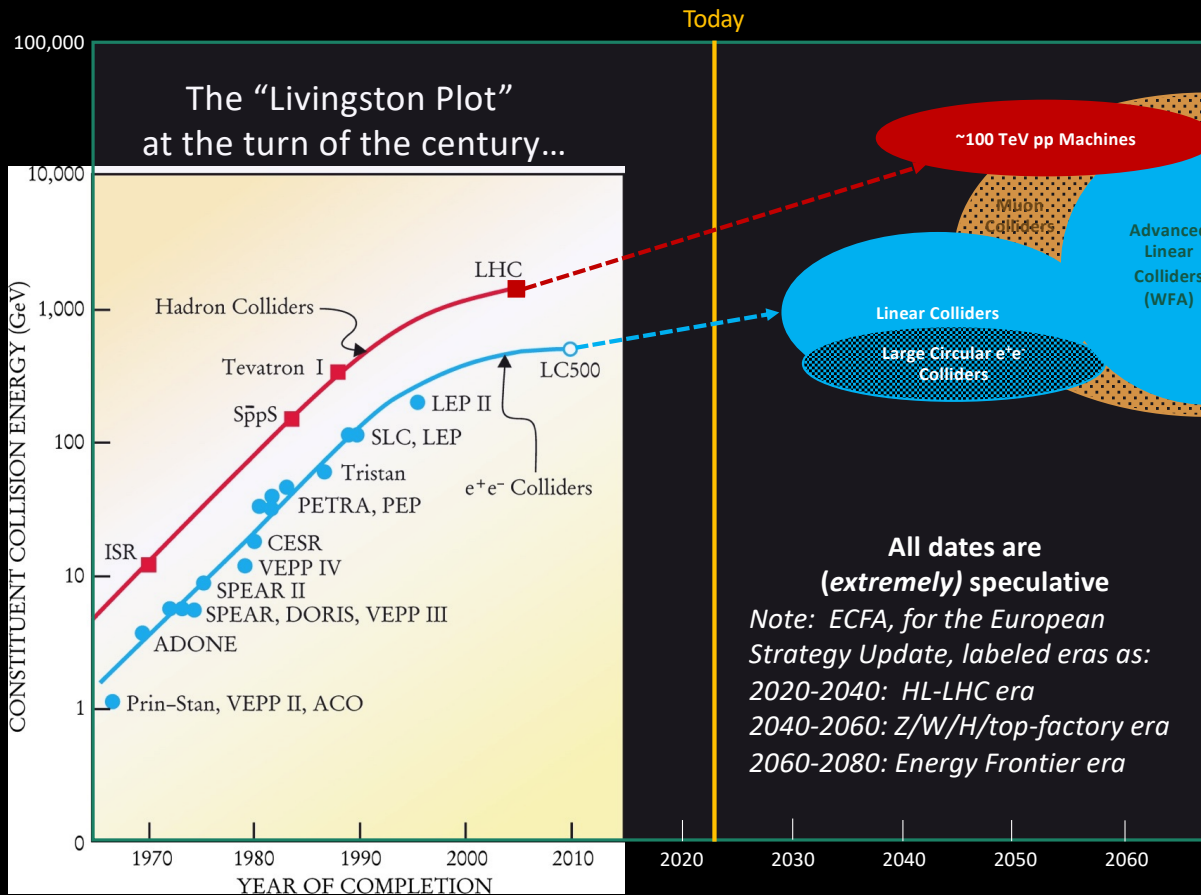 Today
100,000
The “Livingston Plot”
at the turn of the century…
10,000
1,000
100
10
1
0
CONSTITUENT COLLISION ENERGY (GeV)
LHC
Hadron Colliders
Tevatron I
LC500
Sp̄pS
LEP II
SLC, LEP
Tristan
e⁺e⁻ Colliders
PETRA, PEP
ISR
CESR
VEPP IV
SPEAR II
SPEAR, DORIS, VEPP III
ADONE
Prin–Stan, VEPP II, ACO
1970 1980 1990 2000 2010
YEAR OF COMPLETION
~100 TeV pp Machines
Muon
Colliders
Advanced
Linear
Colliders
(WFA)
Linear Colliders
Large Circular e⁺e⁻
Colliders
All dates are
(extremely) speculative
Note: ECFA, for the European
Strategy Update, labeled eras as:
2020-2040: HL-LHC era
2040-2060: Z/W/H/top-factory era
2060-2080: Energy Frontier era
2020 2030 2040 2050 2060